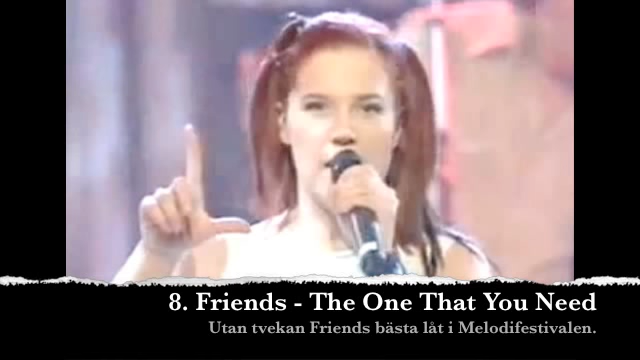 8. Friends - The One That You Need
Utan tvekan Friends bästa låt i Melodifestivalen.